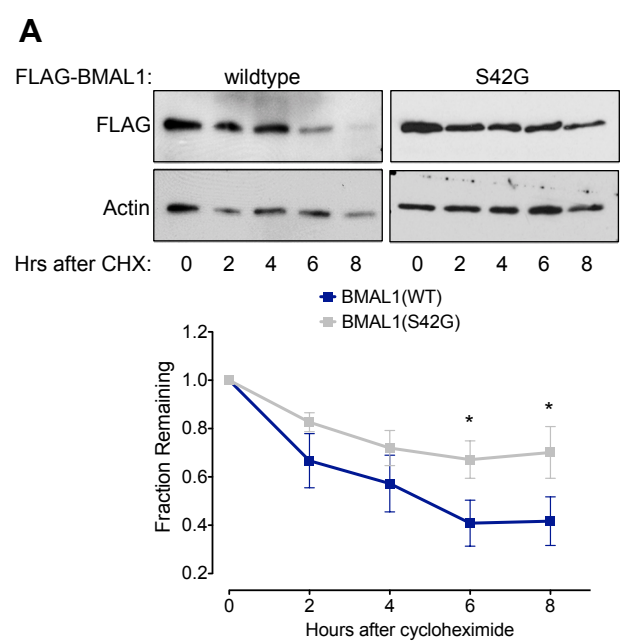 A
FLAG-BMAL1: wildtype S42G
FLAG
Actin
Hrs after CHX: 0 2 4 6 8 0 2 4 6 8
BMAL1(WT)
BMAL1(S42G)
1.2
1.0
0.8
0.6
0.4
0.2
Fraction Remaining
* *
0 2 4 6 8
Hours after cycloheximide